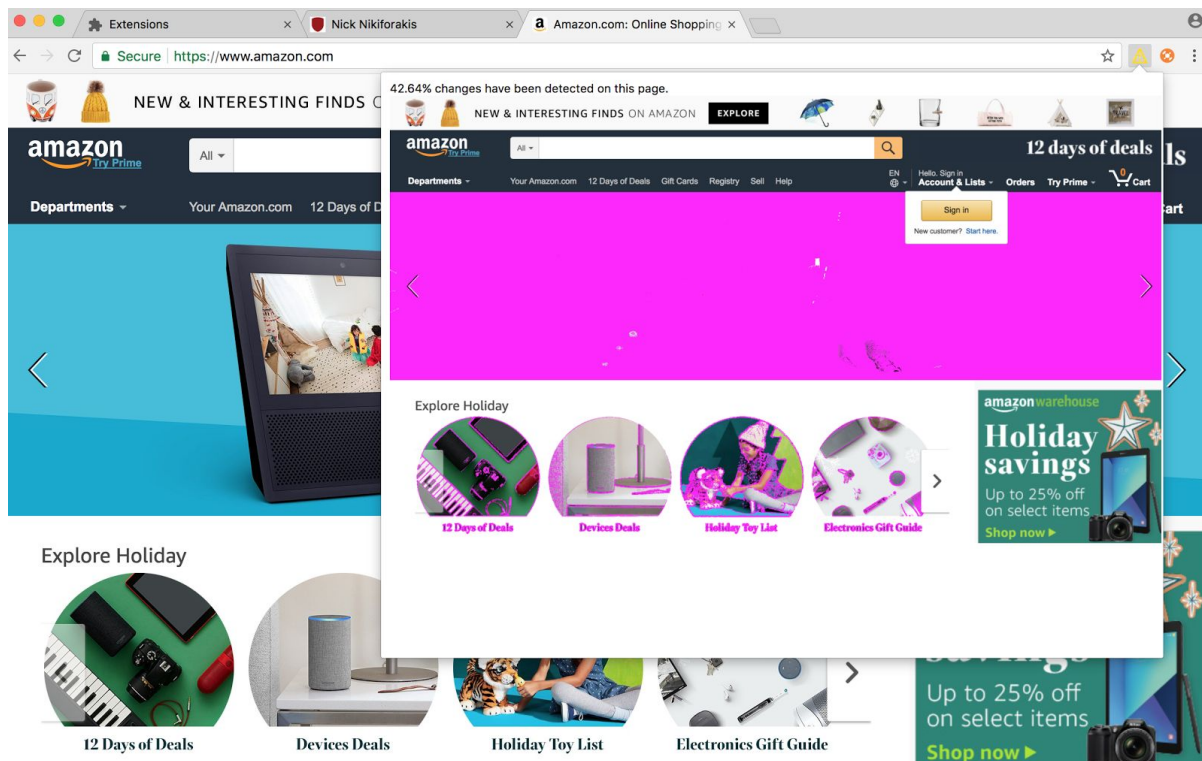 Extensions
Nick Nikiforakis
a Amazon.com: Online Shopping
Secure https://www.amazon.com
NEW & INTERESTING FINDS
42.64% changes have been detected on this page.
NEW & INTERESTING FINDS ON AMAZON EXPLORE
amazon
Try Prime
All
amazon
Try Prime
All
12 days of deals
ls
Departments
Your Amazon.com 12 Days of Deals Gift Cards Registry Sell Help
EN
Hello. Sign in
Account & Lists
Orders Try Prime
0
Cart
Departments
Your Amazon.com 12 Days of D
art
Sign in
New customer? Start here.
Explore Holiday
12 Days of Deals
Devices Deals
Holiday Toy List
Electronics Gift Guide
amazonwarehouse
Holiday
savings
Up to 25% off
on select items
Shop now
Explore Holiday
12 Days of Deals
Devices Deals
Holiday Toy List
Electronics Gift Guide
Up to 25% off
on select items
Shop now